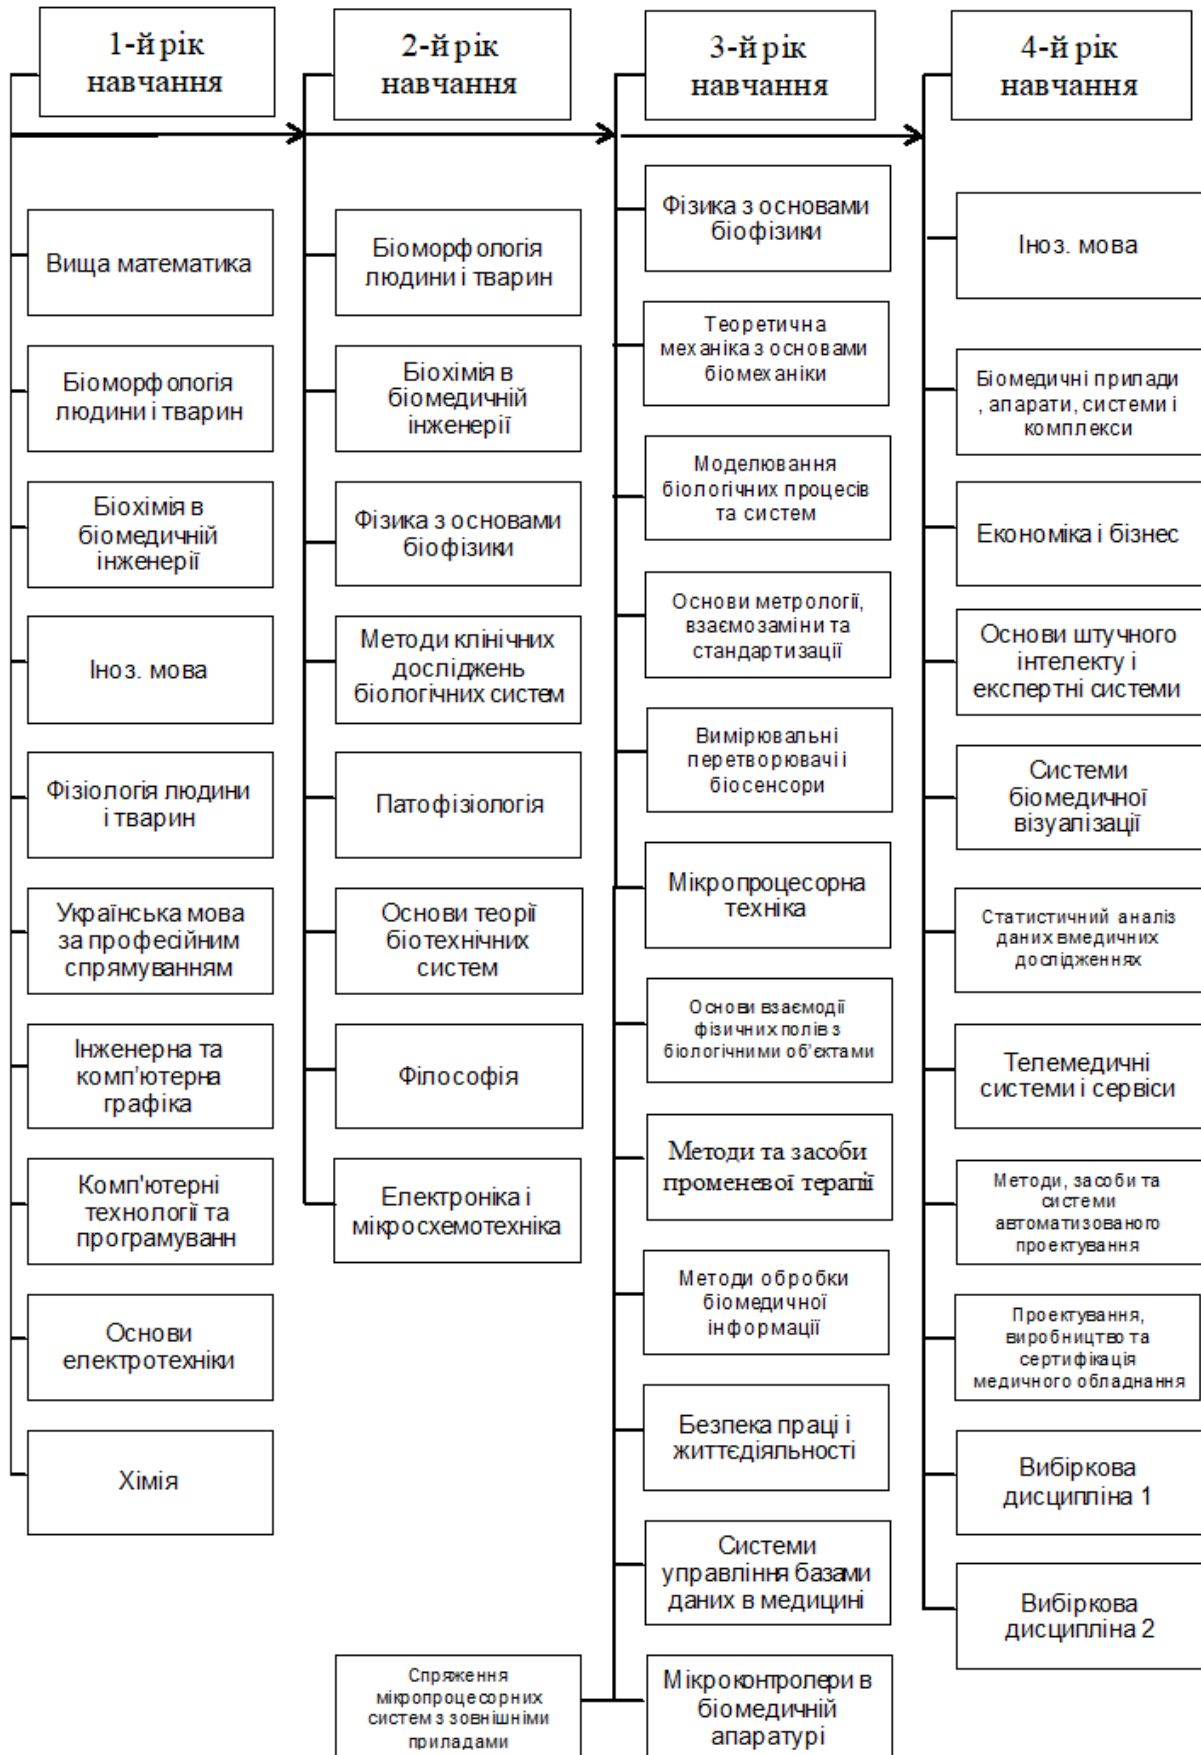 1-й рік
навчання
2-й рік
навчання
3-й рік
навчання
4-й рік
навчання
Вища математика
Біоморфологія
людини і тварин
Біохімія в
біомедичній
інженерії
Іноз. мова
Фізіологія людини
і тварин
Українська мова
за професійним
спрямуванням
Інженерна та
комп'ютерна
графіка
Комп'ютерні
технології та
програмуванн
Основи
електротехніки
Хімія
Біоморфологія
людини і тварин
Біохімія в
біомедичній
інженерії
Фізика з основами
біофізики
Методи клінічних
досліджень
біологічних систем
Патофізіологія
Основи теорії
біотехнічних
систем
Філософія
Електроніка і
мікросхемотехніка
Спряження
мікропроцесорних
систем з зовнішніми
приладами
Фізика з основами
біофізики
Теоретична
механіка з основами
біомеханіки
Моделювання
біологічних процесів
та систем
Основи метрології,
взаємозаміни та
стандартизації
Вимірювальні
перетворювачі і
біосенсори
Мікропроцесорна
техніка
Основи взаємодії
фізичних полів з
біологічними об'єктами
Методи та засоби
променевої терапії
Методи обробки
біомедичної
інформації
Безпека праці і
життєдіяльності
Системи
управління базами
даних в медицині
Мікроконтролери в
біомедичній
апаратурі
Іноз. мова
Біомедичні прилади
, апарати, системи і
комплекси
Економіка і бізнес
Основи штучного
інтелекту і
експертні системи
Системи
біомедичної
візуалізації
Статистичний аналіз
даних вмедичних
дослідженнях
Телемедичні
системи і сервіси
Методи, засоби та
системи
автоматизованого
проектування
Проектування,
виробництво та
сертифікація
медичного обладнання
Вибіркова
дисципліна 1
Вибіркова
дисципліна 2